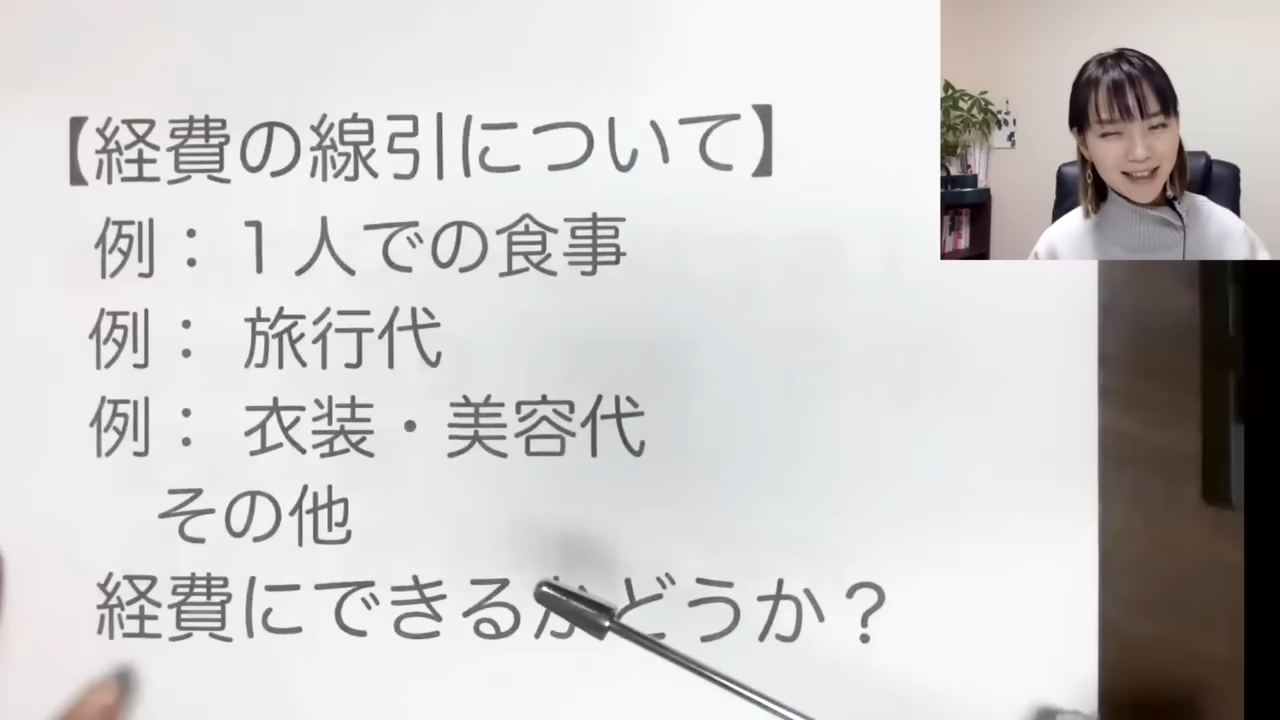 【経費の線引について】
例：１人での食事
例：旅行代
例：衣装・美容代
その他
経費にできるかどうか？